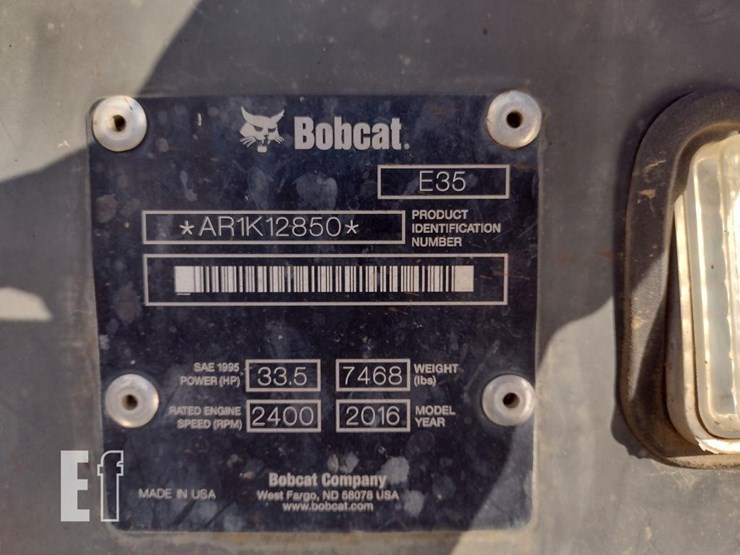 Bobcat.
E35
*AR1K12850*
PRODUCT
IDENTIFICATION
NUMBER
SAE 1995
POWER (HP)
33.5
7468
WEIGHT
(lbs)
RATED ENGINE
SPEED (RPM)
2400
2016
MODEL
YEAR
Bobcat Company
West Fargo, ND 58078 USA
www.bobcat.com
MADE IN USA
Ef